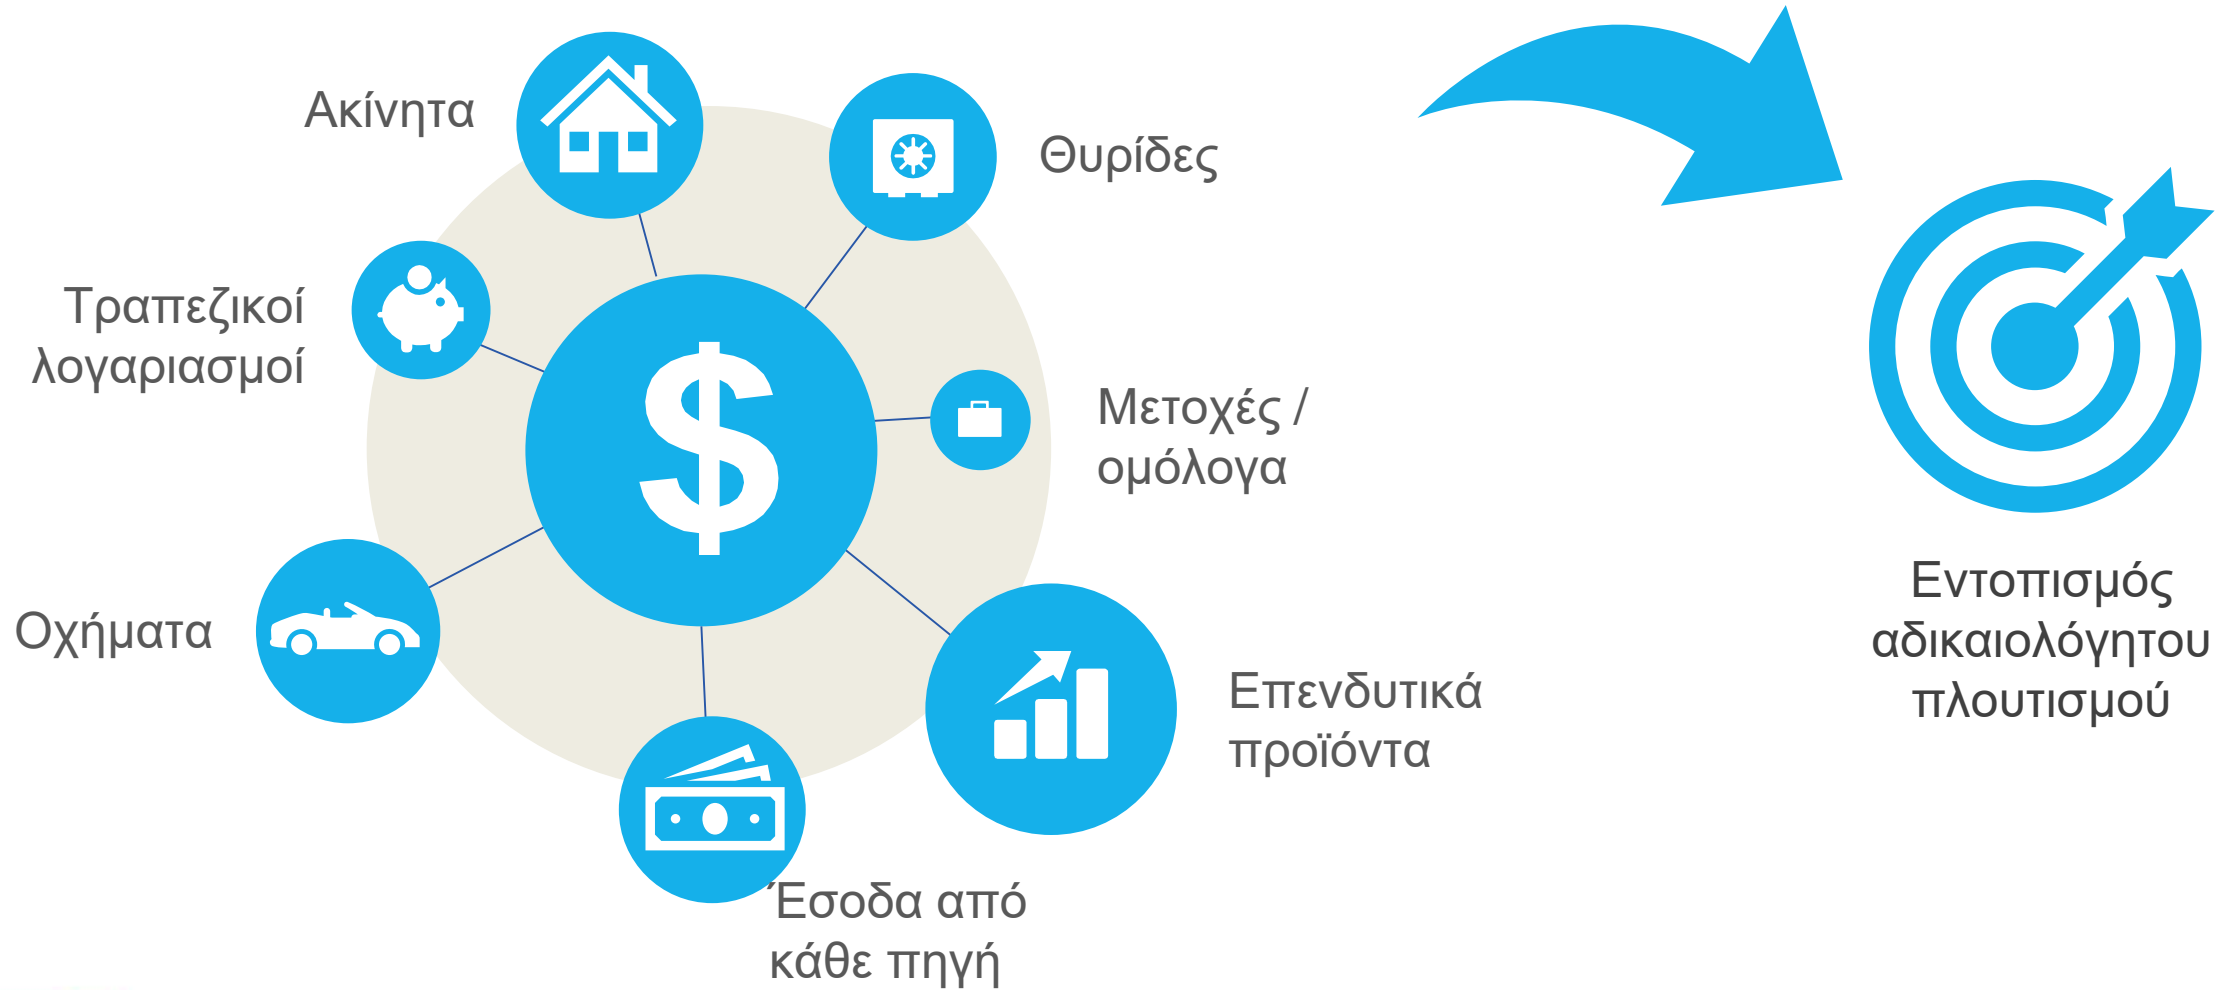 Ακίνητα
Θυρίδες
Τραπεζικοί
λογαριασμοί
Μετοχές /
ομόλογα
Οχήματα
Επενδυτικά
προϊόντα
Έσοδα από
κάθε πηγή
Εντοπισμός
αδικαιολόγητου
πλουτισμού
$